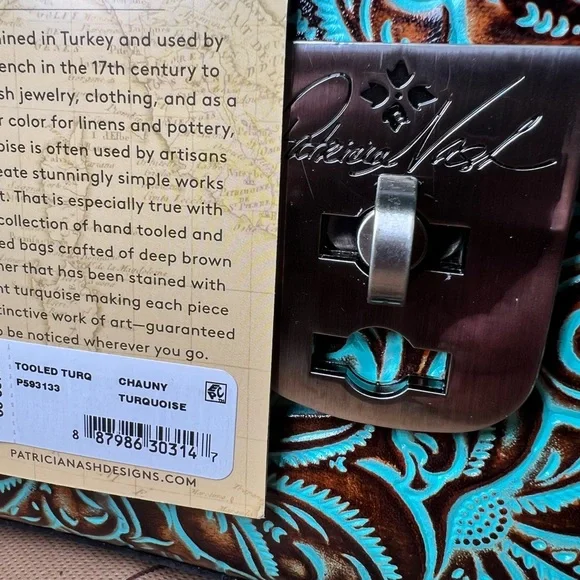 ined in Turkey and used by
ench in the 17th century to
sh jewelry, clothing, and as a
r color for linens and pottery,
oise is often used by artisans
eate stunningly simple works
t. That is especially true with
collection of hand tooled and
ed bags crafted of deep brown
her that has been stained with
nt turquoise making each piece
tinctive work of art—guaranteed
o be noticed wherever you go.
TOOLED TURQ
P593133
CHAUNY
TURQUOISE
8 87986 30314 7
PATRICIANASHDESIGNS.COM
Patricia Nash